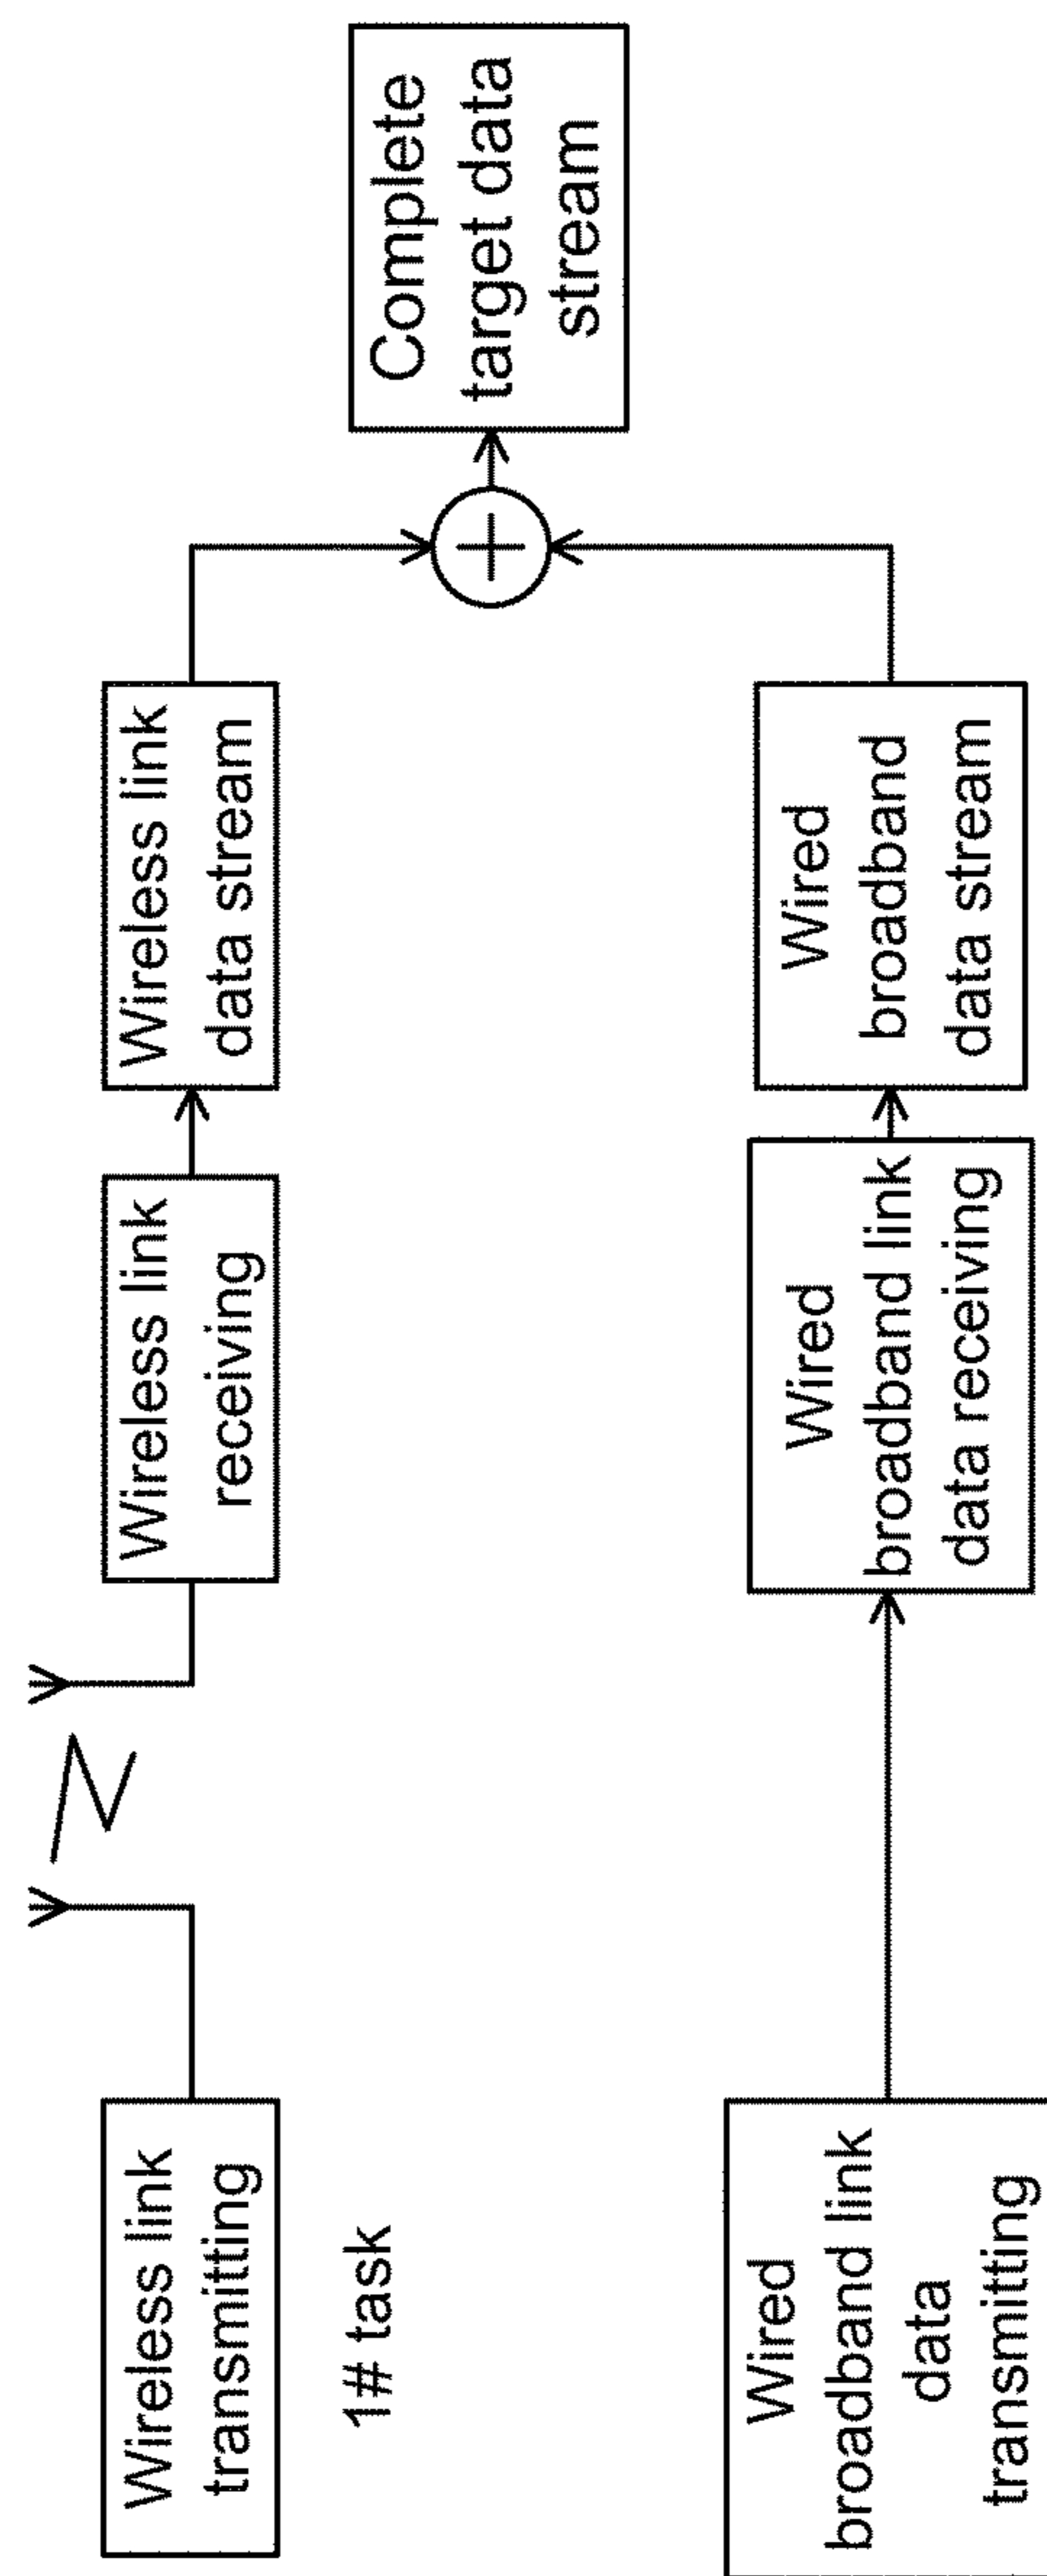 Wireless link
transmitting
Wireless link
receiving
Wireless link
data stream
1# task
Complete
target data
stream
Wired
broadband link
data
transmitting
Wired
broadband link
data receiving
Wired
broadband
data stream